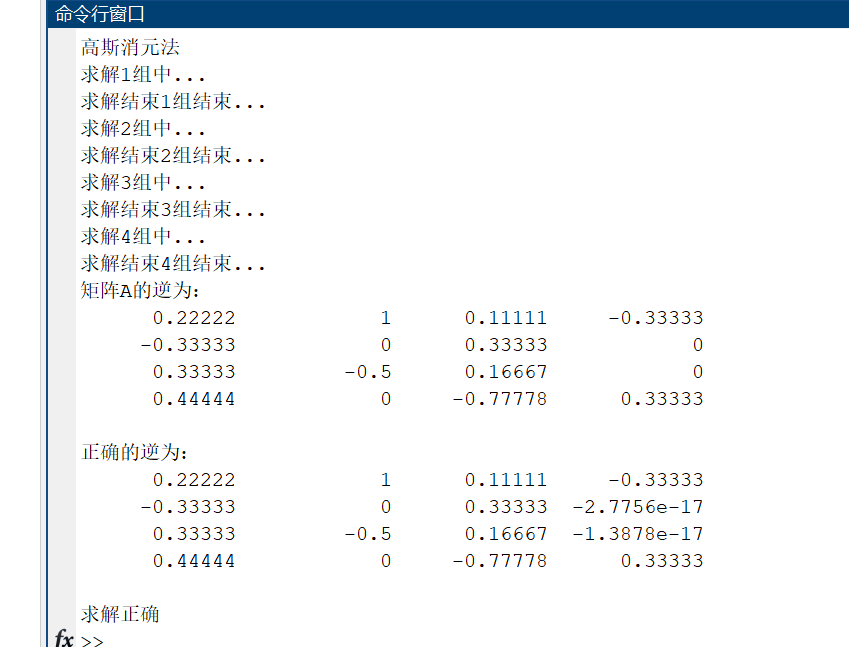 命令行窗口
高斯消元法
求解1组中...
求解结束1组结束...
求解2组中...
求解结束2组结束...
求解3组中...
求解结束3组结束...
求解4组中...
求解结束4组结束...
矩阵A的逆为:
0.22222 1 0.11111 -0.33333
-0.33333 0 0.33333 0
0.33333 -0.5 0.16667 0
0.44444 0 -0.77778 0.33333
正确的逆为:
0.22222 1 0.11111 -0.33333
-0.33333 0 0.33333 -2.7756e-17
0.33333 -0.5 0.16667 -1.3878e-17
0.44444 0 -0.77778 0.33333
求解正确
fx >>